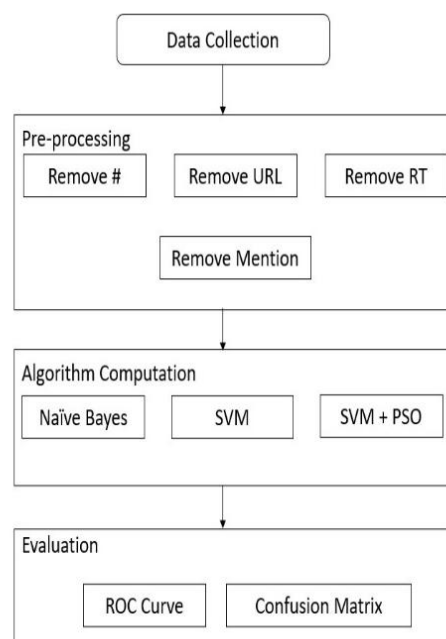 Data Collection
Pre-processing
Remove #
Remove URL
Remove RT
Remove Mention
Algorithm Computation
Naïve Bayes
SVM
SVM + PSO
Evaluation
ROC Curve
Confusion Matrix